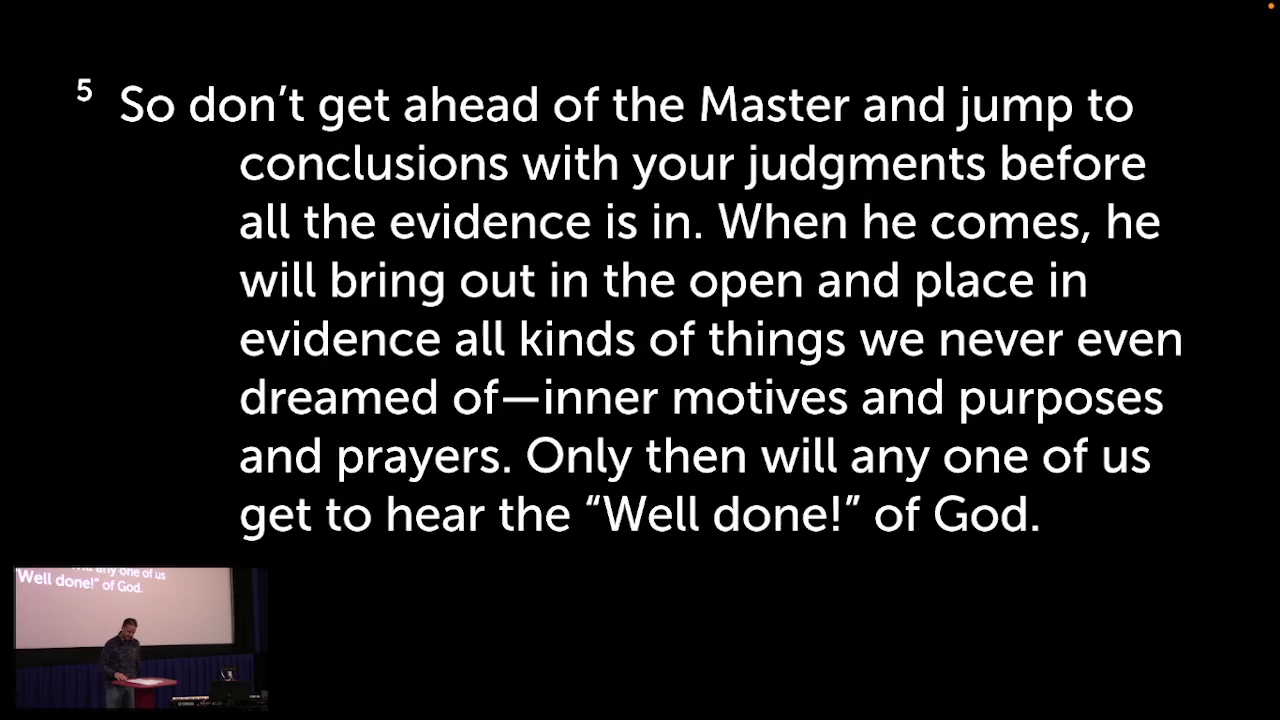 5 So don’t get ahead of the Master and jump to
conclusions with your judgments before
all the evidence is in. When he comes, he
will bring out in the open and place in
evidence all kinds of things we never even
dreamed of—inner motives and purposes
and prayers. Only then will any one of us
get to hear the “Well done!” of God.
will any one of us
“Well done!” of God.